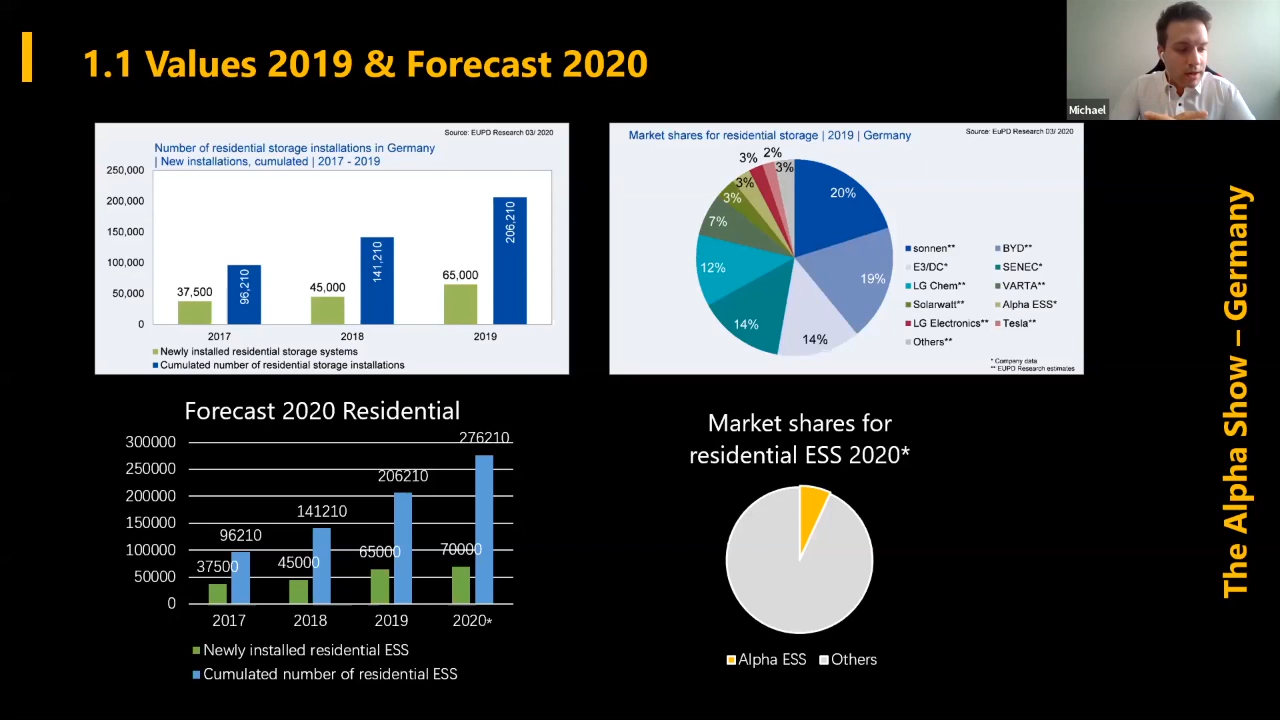 1.1 Values 2019 & Forecast 2020
Michael
Source: EUPD Research 03/ 2020
Number of residential storage installations in Germany
| New installations, cumulated | 2017 - 2019
250,000
200,000
150,000
100,000
50,000
0
37,500
96,210
45,000
141,210
65,000
206,210
2017
2018
2019
Newly installed residential storage systems
Cumulated number of residential storage installations
Market shares for residential storage | 2019 | Germany
Source: EuPD Research 03/ 2020
20%
19%
14%
14%
12%
7%
3%
3%
3%
2%
3%
sonnen**
BYD**
E3/DC*
SENEC*
LG Chem**
VARTA**
Solarwatt**
Alpha ESS*
LG Electronics**
Tesla**
Others**
* Company data
** EUPD Research estimates
Forecast 2020 Residential
300000
250000
200000
150000
100000
50000
0
37500
96210
45000
141210
65000
206210
70000
276210
2017
2018
2019
2020*
Newly installed residential ESS
Cumulated number of residential ESS
Market shares for
residential ESS 2020*
Alpha ESS
Others
The Alpha Show – Germany